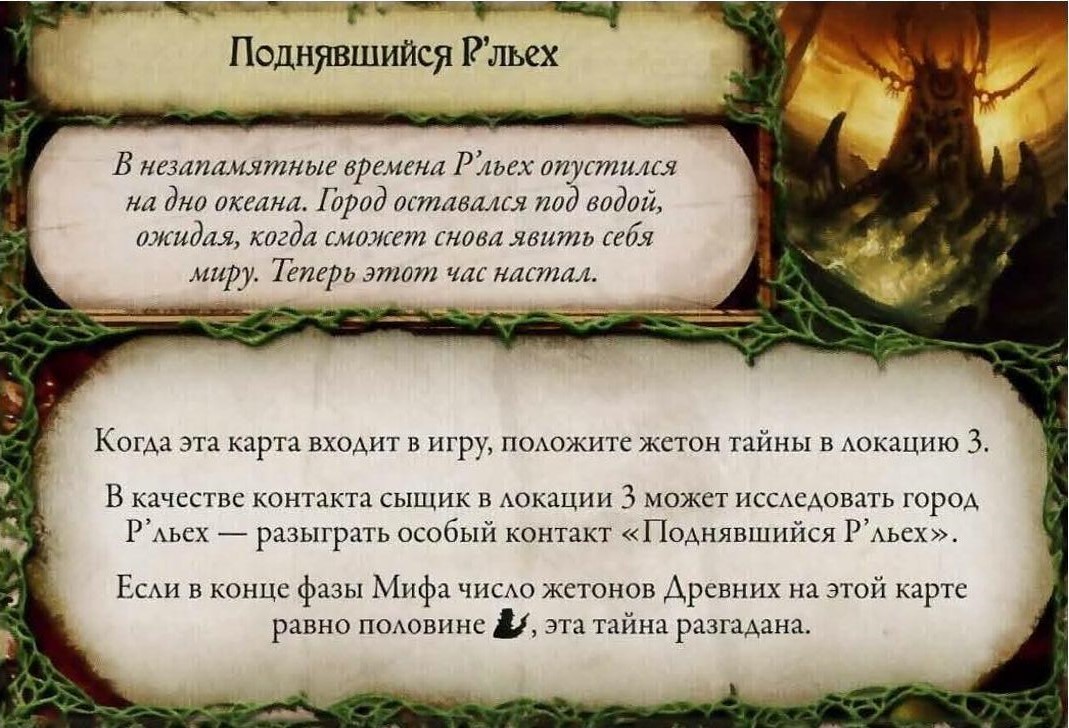 Поднявшийся Р’льех
В незапамятные времена Р’льех опустился
на дно океана. Город оставался под водой,
ожидая, когда сможет снова явить себя
миру. Теперь этот час настал.
Когда эта карта входит в игру, положите жетон тайны в локацию 3.
В качестве контакта сыщик в локации 3 может исследовать город
Р’льех — разыграть особый контакт «Поднявшийся Р’льех».
Если в конце фазы Мифа число жетонов Древних на этой карте
равно половине , эта тайна разгадана.